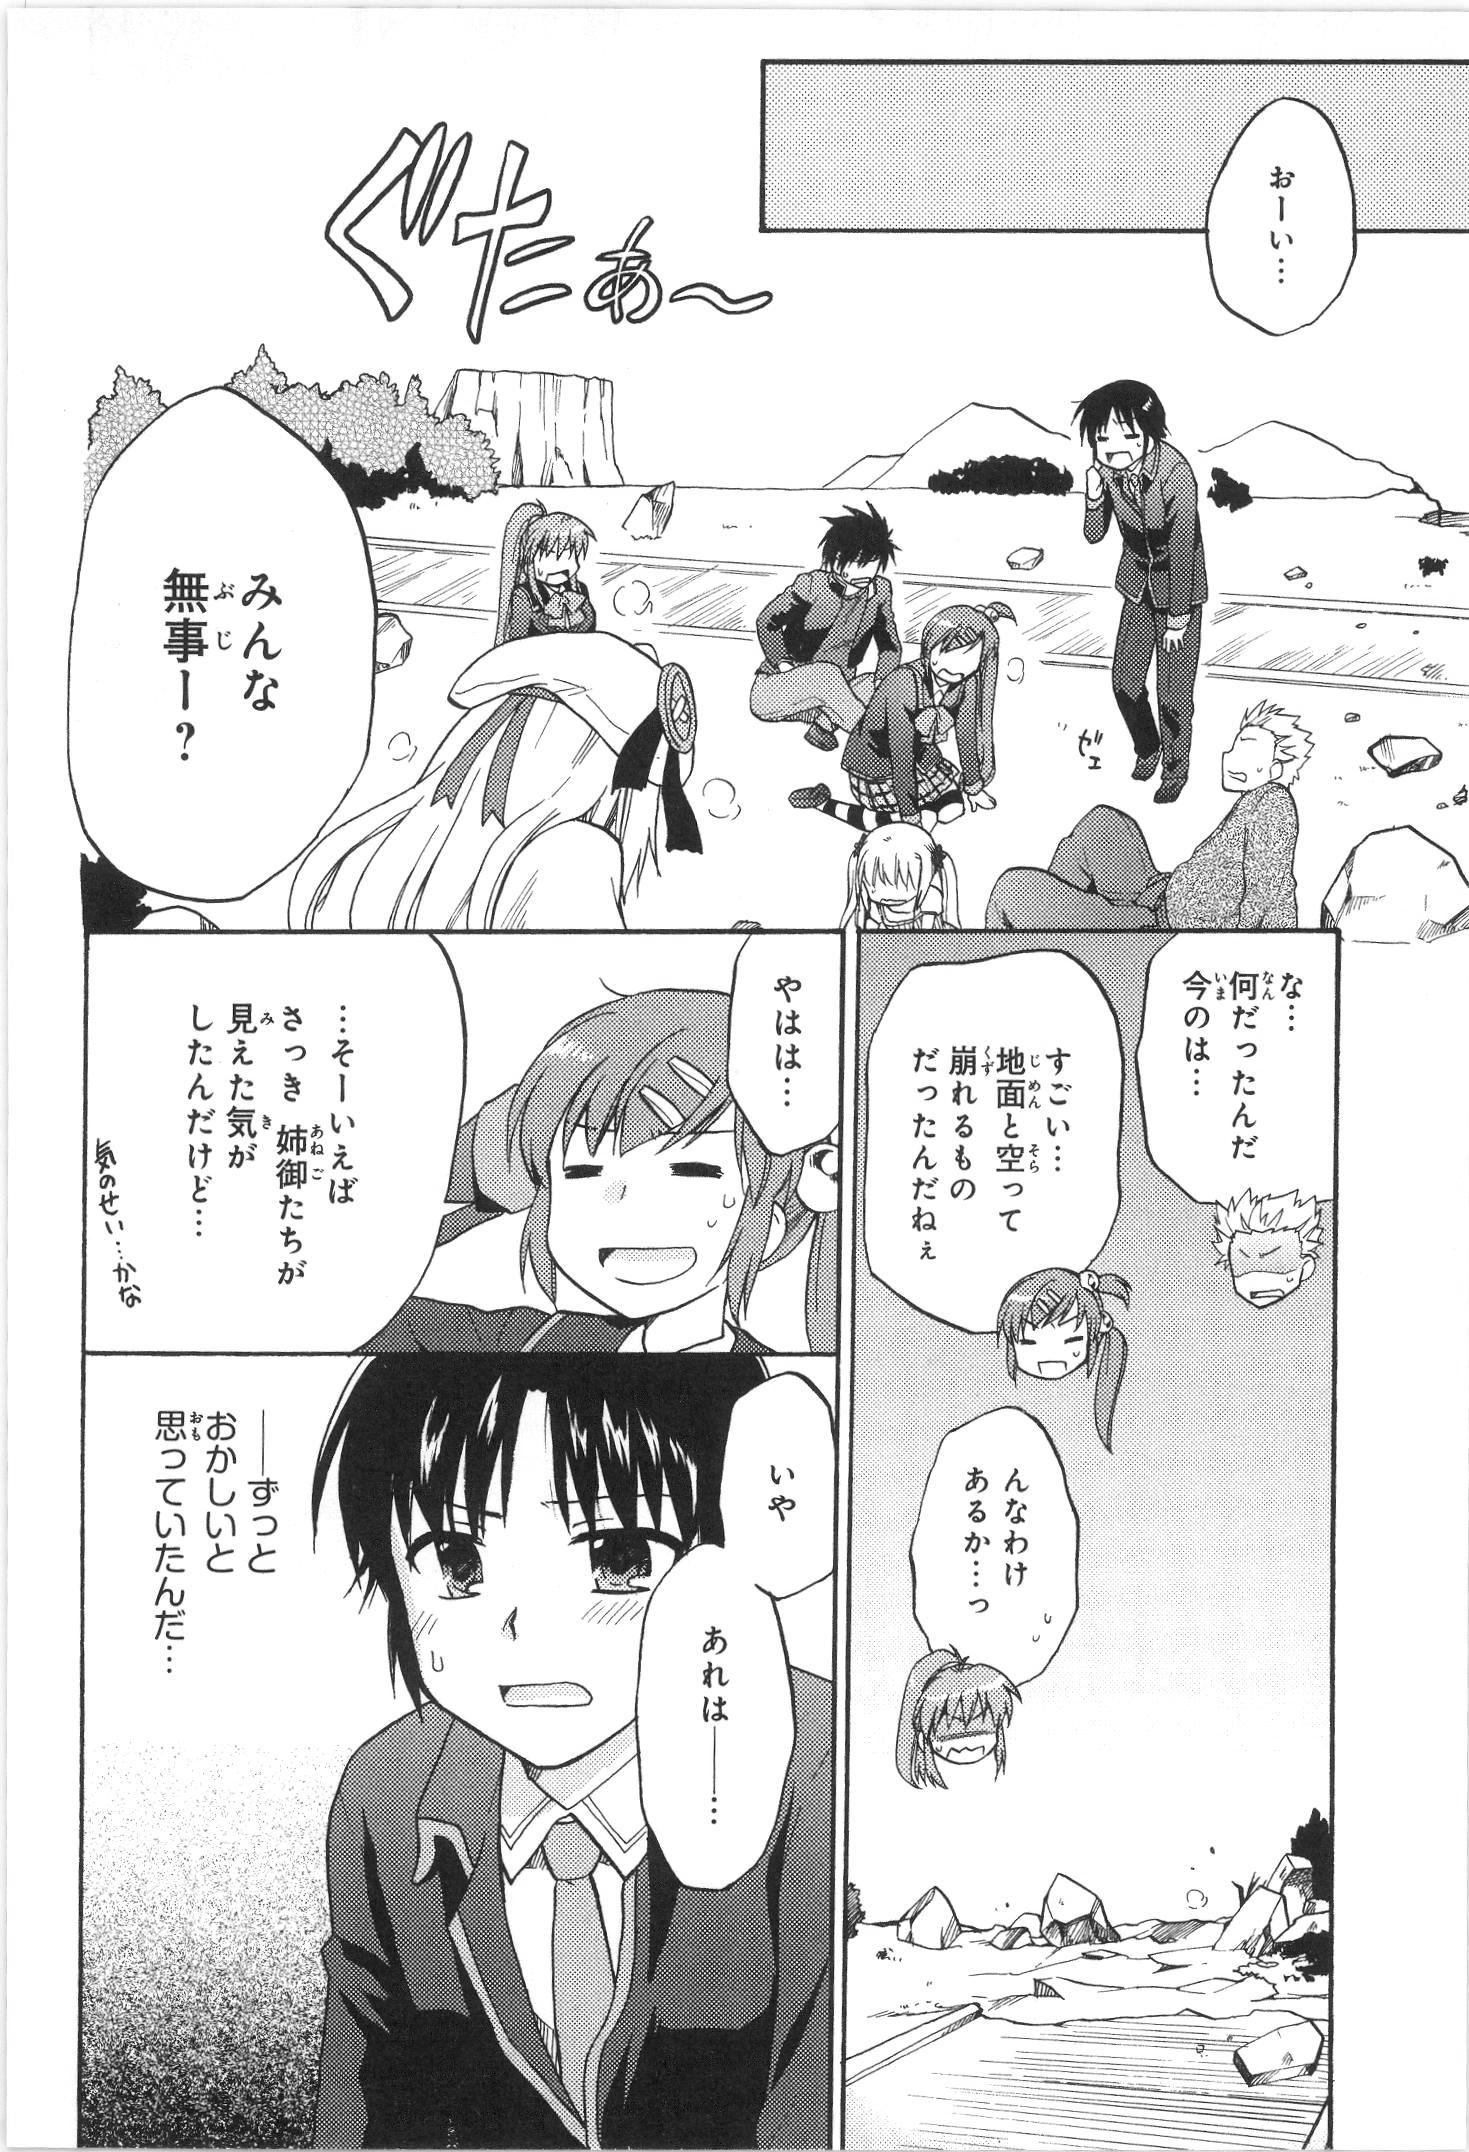 おーい…
ぐたぁ～
みんな
無事ー？
ゼェ
な…
何だったんだ
今のは…
すごい…
地面と空って
崩れるもの
だったんだねぇ
んなわけ
あるか…っ
やはは…
…そーいえば
さっき姉御たちが
見えた気が
したんだけど…
気のせい…かな
いや
あれは――…
――ずっと
おかしいと
思っていたんだ…